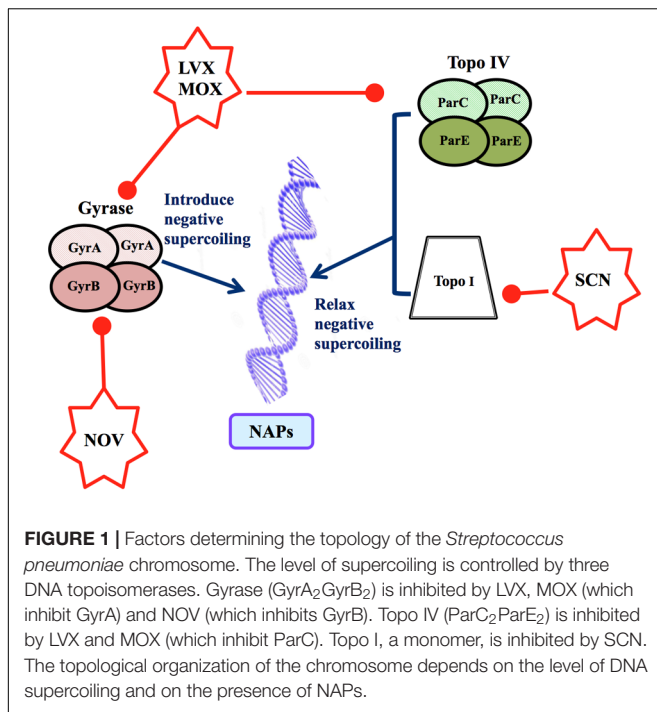 LVX
MOX
Topo IV
ParC
ParC
ParE
ParE
Gyrase
Introduce
negative
supercoiling
GyrA
GyrA
GyrB
GyrB
Relax
negative
supercoiling
Topo I
SCN
NOV
NAPs
FIGURE 1 | Factors determining the topology of the Streptococcus
pneumoniae chromosome. The level of supercoiling is controlled by three
DNA topoisomerases. Gyrase (GyrA₂GyrB₂) is inhibited by LVX, MOX (which
inhibit GyrA) and NOV (which inhibits GyrB). Topo IV (ParC₂ParE₂) is inhibited
by LVX and MOX (which inhibit ParC). Topo I, a monomer, is inhibited by SCN.
The topological organization of the chromosome depends on the level of DNA
supercoiling and on the presence of NAPs.